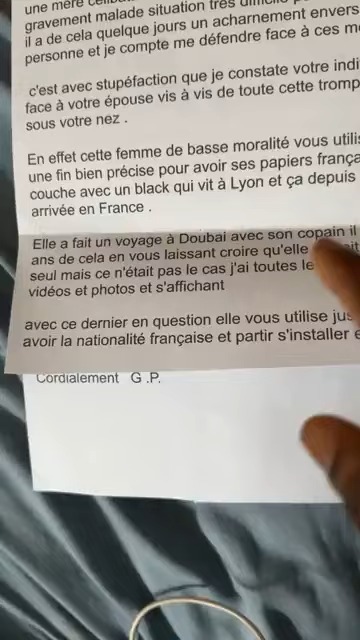 une mère
gravement malade situation très difficile
il a de cela quelque jours un acharnement envers
personne et je compte me défendre face à ces
c'est avec stupéfaction que je constate votre
face à votre épouse vis à vis de toute cette
sous votre nez .
En effet cette femme de basse moralité vous
une fin bien précise pour avoir ses papiers
couche avec un black qui vit à Lyon et ça depuis
arrivée en France .
Elle a fait un voyage à Doubai avec son copain il
ans de cela en vous laissant croire qu'elle
seul mais ce n'était pas le cas j'ai toutes
vidéos et photos et s'affichant
avec ce dernier en question elle vous utilise
avoir la nationalité française et partir s'installer
Cordialement G .P.